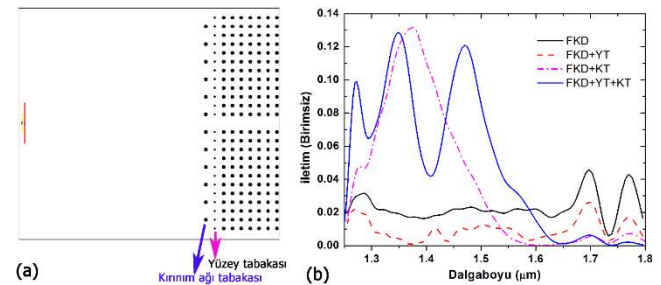 (a)
Yüzey tabakası
Kırınım ağı tabakası
(b)
iletim (Birimsiz)
0.14
0.12
0.10
0.08
0.06
0.04
0.02
0.00
FKD
FKD+YT
FKD+KT
FKD+YT+KT
1.3 1.4 1.5 1.6 1.7 1.8
Dalgaboyu (μm)